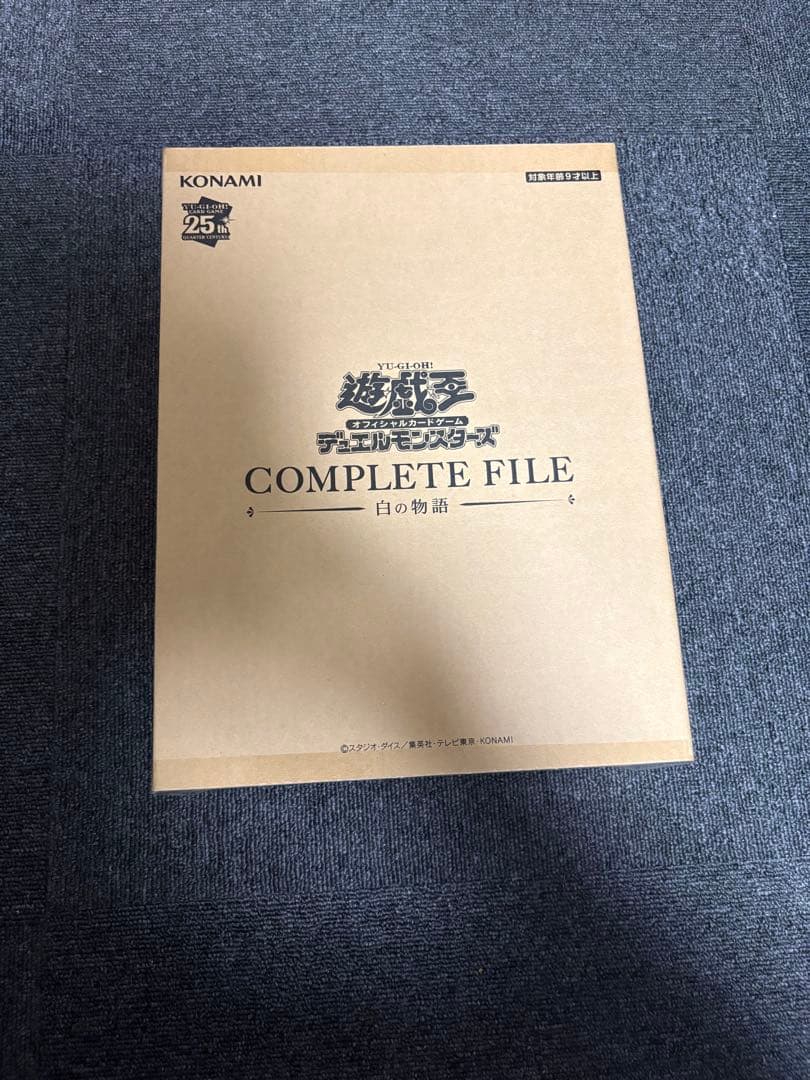 KONAMI
対象年齢9才以上
YU-GI-OH!
CARD GAME
25th
QUARTER CENTURY
YU-GI-OH!
遊☆戯王
オフィシャルカードゲーム
デュエルモンスターズ
COMPLETE FILE
白の物語
©スタジオ・ダイス/集英社・テレビ東京・KONAMI